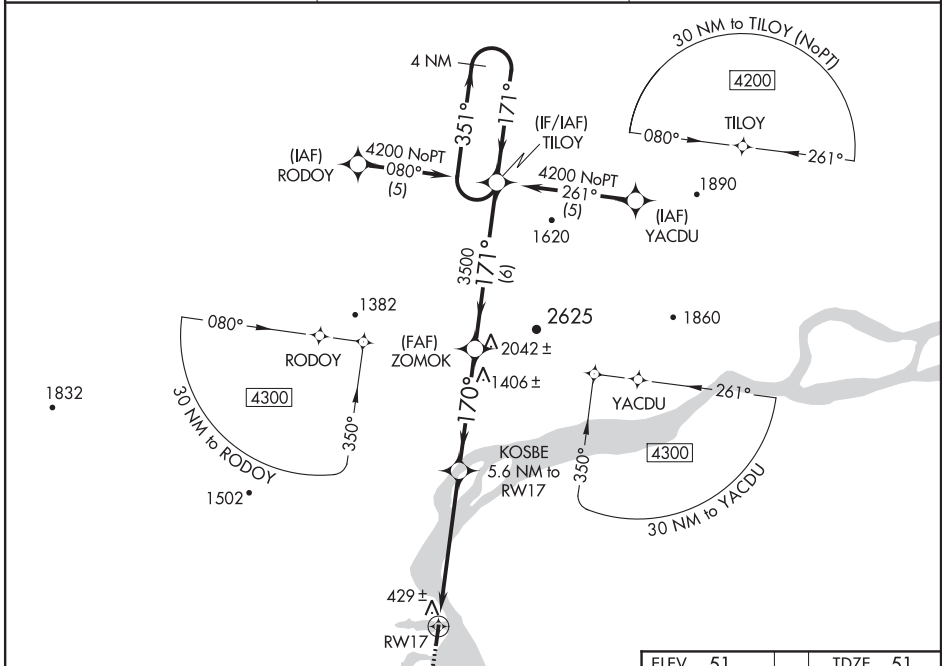 30 NM to TILOY (NoPT)
4200
TILOY
080°
261°
4 NM
351°
171°
(IF/IAF)
TILOY
(IAF)
RODOY
4200 NoPT
080°
(5)
4200 NoPT
261°
(5)
1890
(IAF)
YACDU
1620
3500
171°
(6)
1382
080°
RODOY
4300
350°
30 NM to RODOY
(FAF)
ZOMOK
2625
2042 ±
1406 ±
1860
1832
170°
YACDU
261°
4300
350°
30 NM to YACDU
KOSBE
5.6 NM to
RW17
1502
429 ±
RW17
ELEV 51
TDZE 51